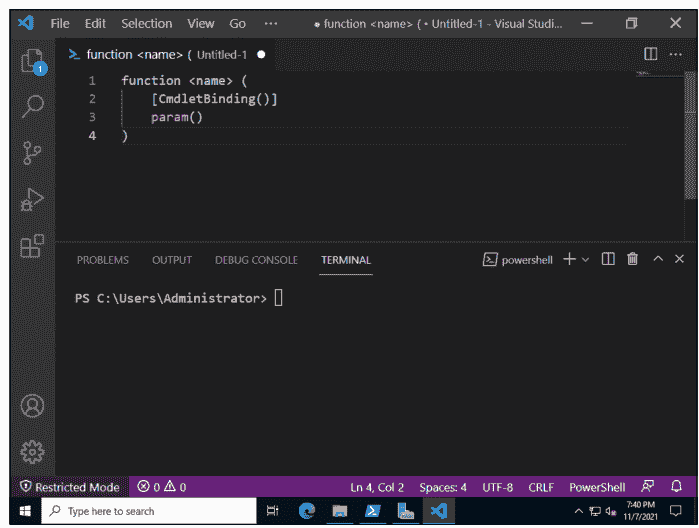 File Edit Selection View Go ··· ● function <name> ( • Untitled-1 - Visual Studi...
function <name> ( Untitled-1 ●
1 function <name> (
2 [CmdletBinding()]
3 param()
4 )
1
PROBLEMS OUTPUT DEBUG CONSOLE TERMINAL powershell
PS C:\Users\Administrator>
Restricted Mode 0 0 Ln 4, Col 2 Spaces: 4 UTF-8 CRLF PowerShell
Type here to search 7:40 PM
11/7/2021